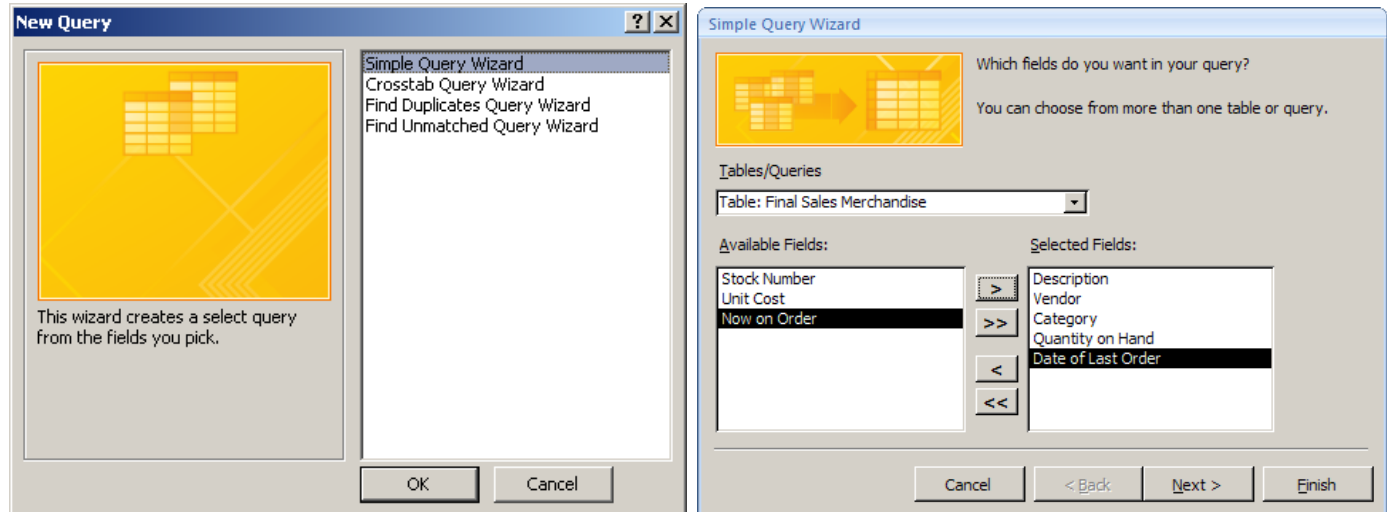 New Query
Simple Query Wizard
Crosstab Query Wizard
Find Duplicates Query Wizard
Find Unmatched Query Wizard
This wizard creates a select query
from the fields you pick.
OK
Cancel
Simple Query Wizard
Which fields do you want in your query?
You can choose from more than one table or query.
Tables/Queries
Table: Final Sales Merchandise
Available Fields:
Stock Number
Unit Cost
Now on Order
>
>>
<
<<
Selected Fields:
Description
Vendor
Category
Quantity on Hand
Date of Last Order
Cancel
< Back
Next >
Finish